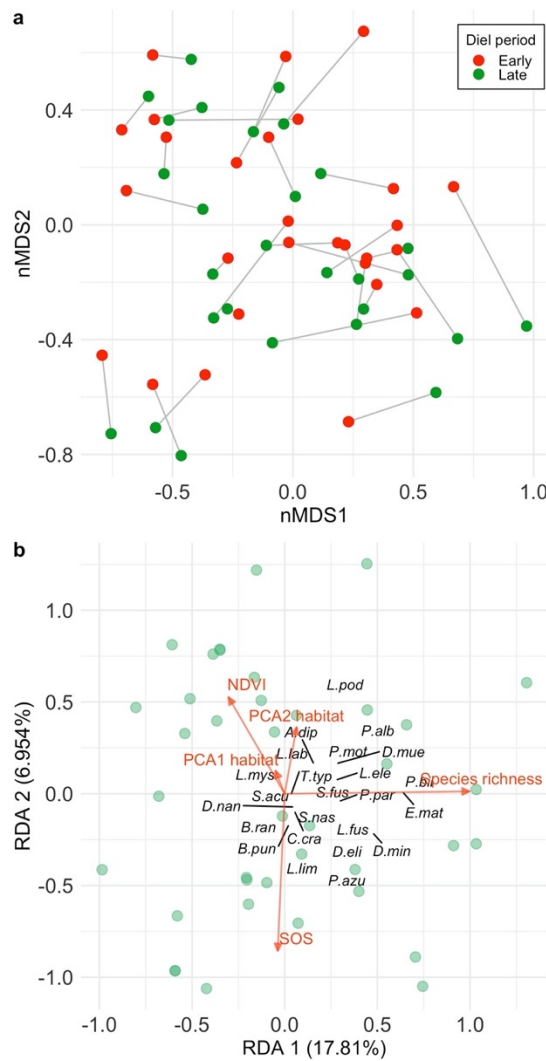 a
Diel period
Early
Late
0.4
0.0
-0.4
-0.8
nMDS2
-0.5
0.0
0.5
1.0
nMDS1
b
1.0
0.5
0.0
-0.5
-1.0
RDA 2 (6.954%)
NDVI
L.pod
PCA2 habitat
A.dip
P.alb
L.lab
P.mot
D.mue
PCA1 habitat
L.mys
T.typ
L.ele
Species richness
S.acu
S.fus
P.par
D.nan
S.nas
E.mat
B.ran
C.cra
L.fus
B.pun
D.eli
D.min
L.lim
P.azu
SOS
-1.0
-0.5
0.0
0.5
1.0
RDA 1 (17.81%)